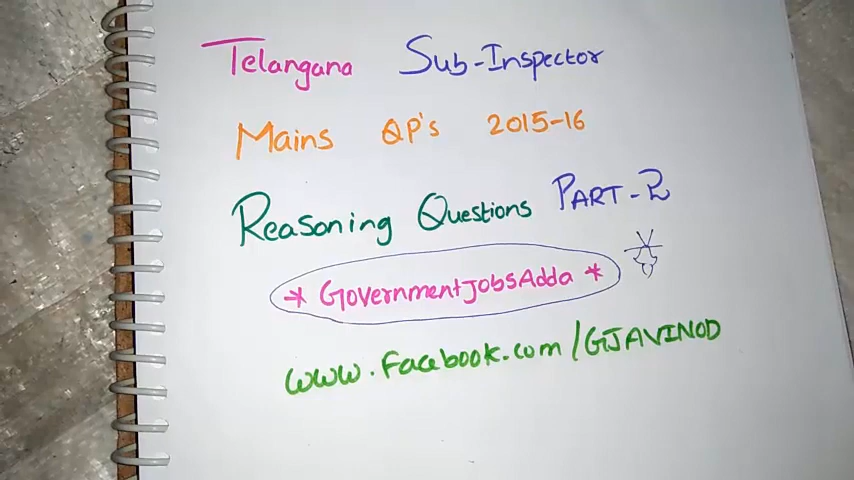 Telangana Sub-Inspector
Mains QP's 2015-16
Reasoning Questions PART-2
* GovernmentJobsAdda *
www.facebook.com/GJAVINOD